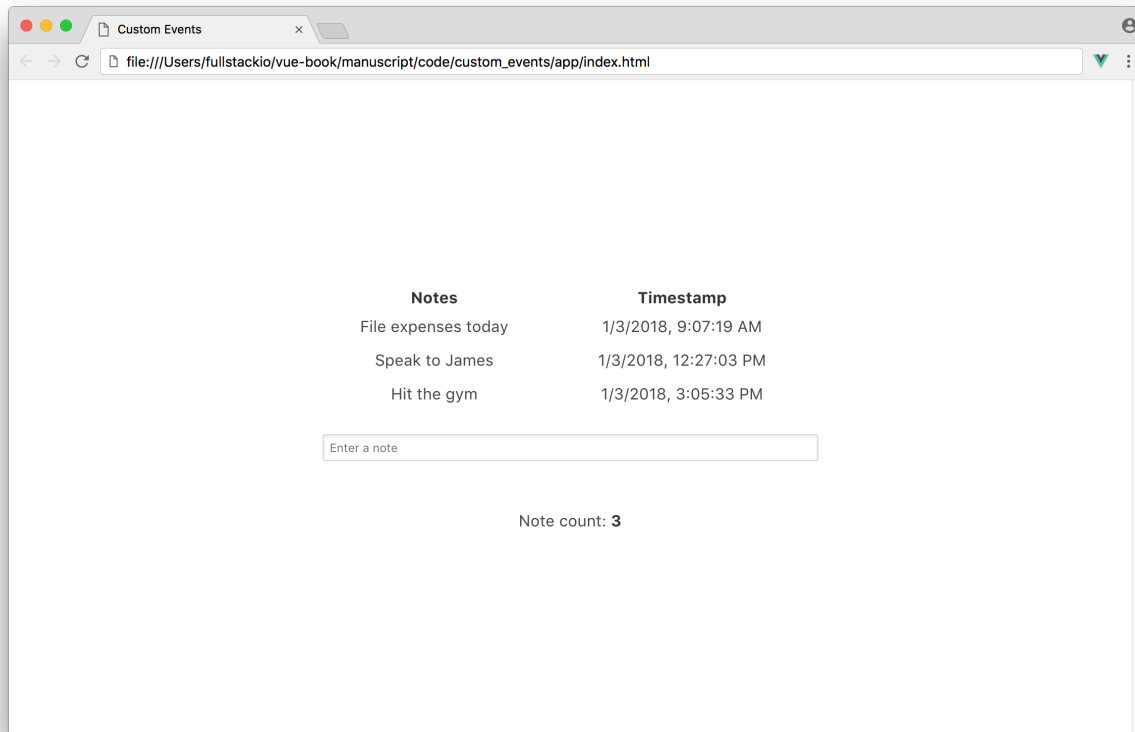 Custom Events
file:///Users/fullstackio/vue-book/manuscript/code/custom_events/app/index.html
Notes Timestamp
File expenses today 1/3/2018, 9:07:19 AM
Speak to James 1/3/2018, 12:27:03 PM
Hit the gym 1/3/2018, 3:05:33 PM
Enter a note
Note count: 3